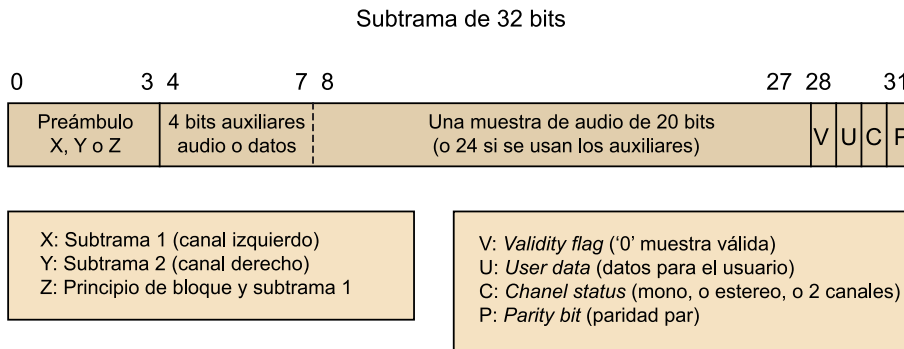 Subtrama de 32 bits
0 3 4 7 8 27 28 31
Preámbulo
X, Y o Z
4 bits auxiliares
audio o datos
Una muestra de audio de 20 bits
(o 24 si se usan los auxiliares)
V U C P
X: Subtrama 1 (canal izquierdo)
Y: Subtrama 2 (canal derecho)
Z: Principio de bloque y subtrama 1
V: Validity flag (‘0’ muestra válida)
U: User data (datos para el usuario)
C: Chanel status (mono, o estereo, o 2 canales)
P: Parity bit (paridad par)